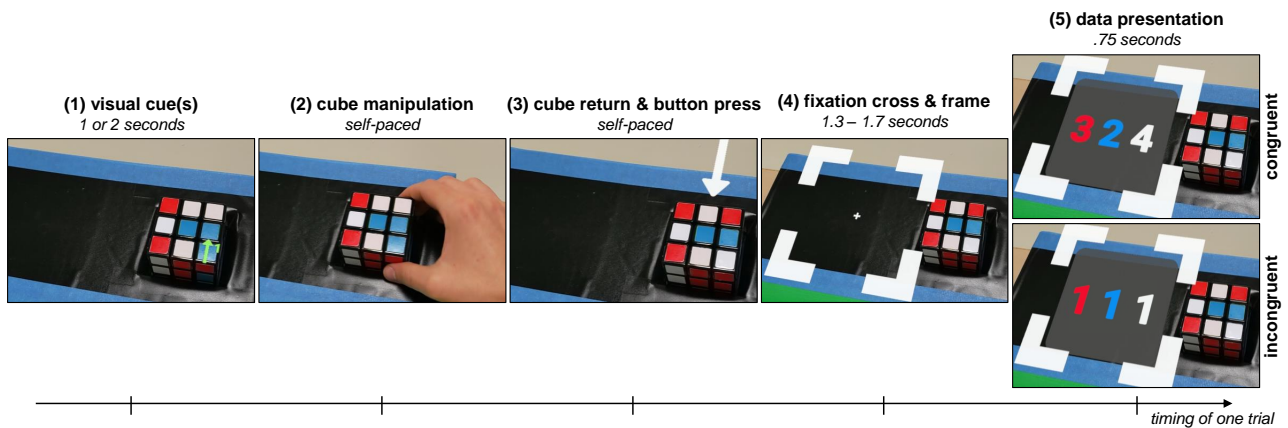 (1) visual cue(s)
1 or 2 seconds
(2) cube manipulation
self-paced
(3) cube return & button press
self-paced
(4) fixation cross & frame
1.3 – 1.7 seconds
(5) data presentation
.75 seconds
3 2 4
congruent
1 1 1
incongruent
timing of one trial